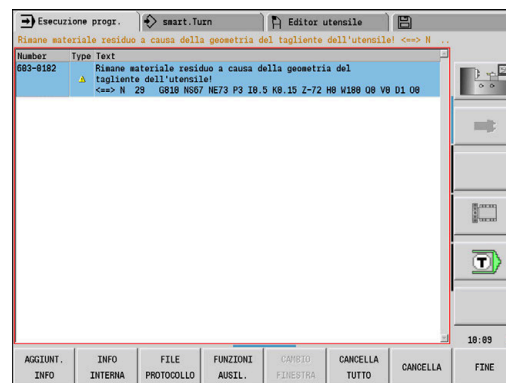 Esecuzione progr.
smart.Turn
Editor utensile
Rimane materiale residuo a causa della geometria del tagliente dell'utensile! <==> N ..
Number Type Text
603-0182 Rimane materiale residuo a causa della geometria del
tagliente dell'utensile!
<==> N 29 G810 NS67 NE73 P3 I0.5 K0.15 Z-72 H0 W180 Q0 V0 D1 O0
T
10:09
AGGIUNT. INFO
INFO INTERNA
FILE PROTOCOLLO
FUNZIONI AUSIL.
CAMBIO FINESTRA
CANCELLA TUTTO
CANCELLA
FINE